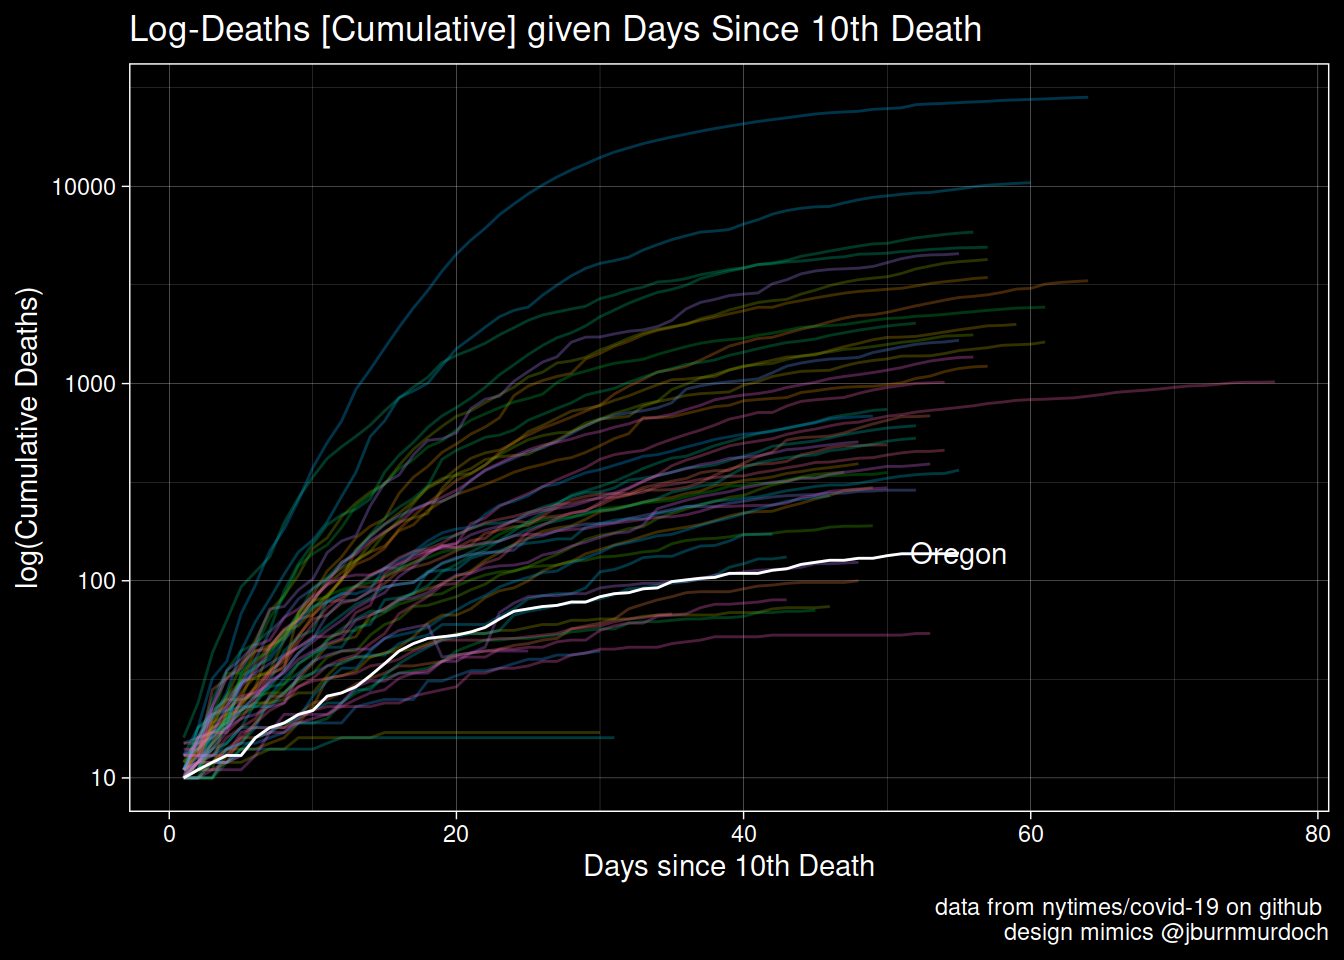 Log-Deaths [Cumulative] given Days Since 10th Death
log(Cumulative Deaths)
10000
1000
100
10
Oregon
0 20 40 60 80
Days since 10th Death
data from nytimes/covid-19 on github
design mimics @jburnmurdoch